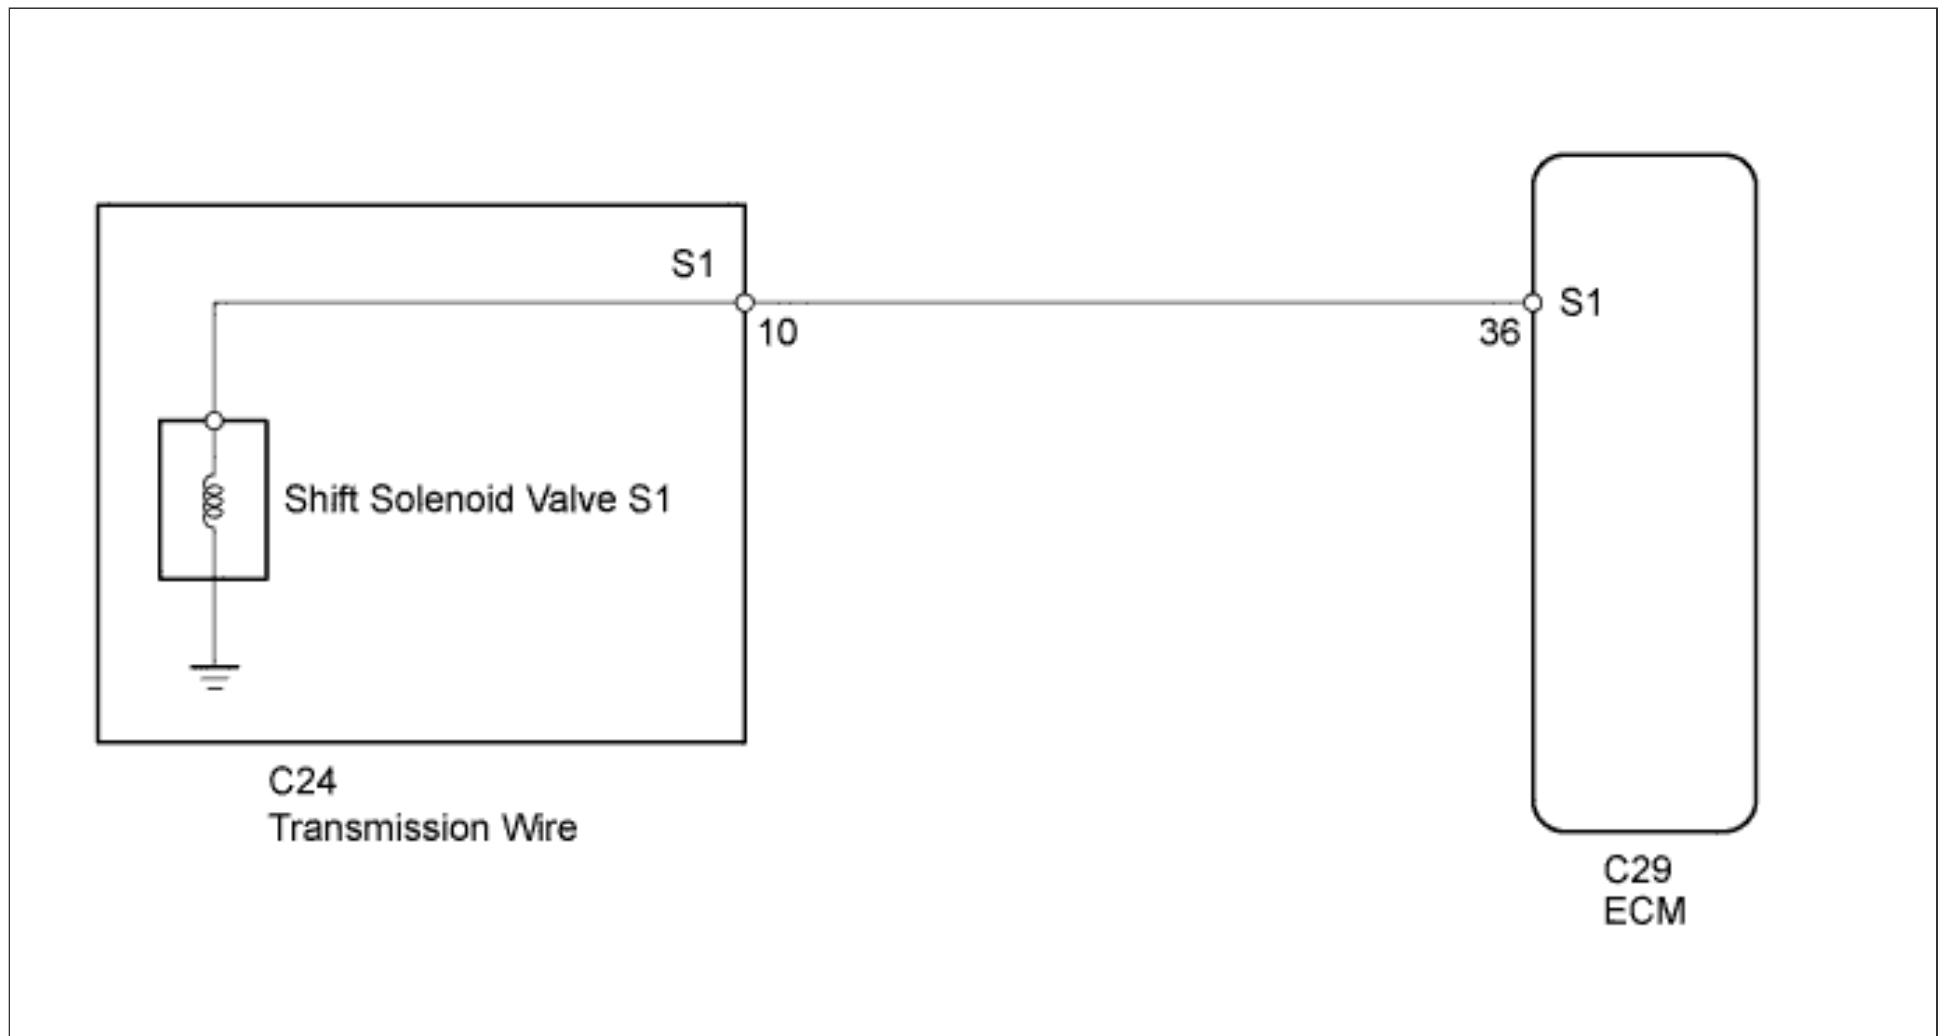 S1
10
36
S1
Shift Solenoid Valve S1
C24
Transmission Wire
C29
ECM